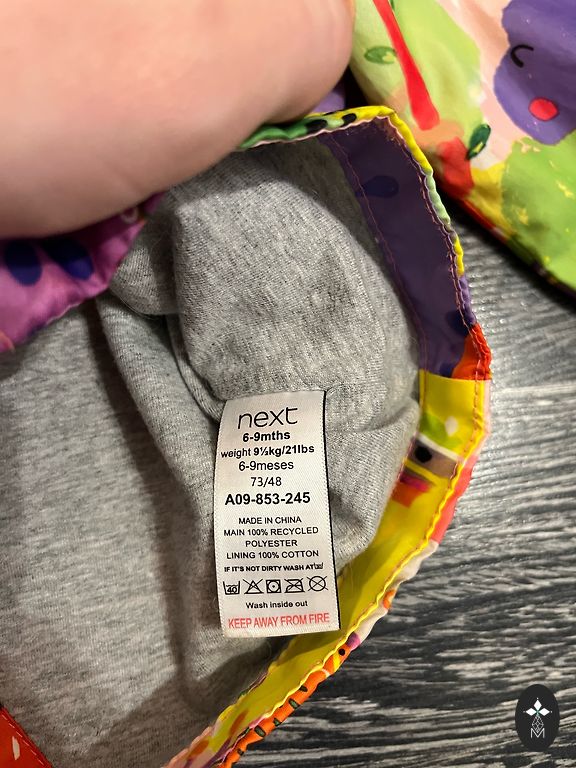 next
6-9mths
weight 9½kg/21lbs
6-9meses
73/48
A09-853-245
MADE IN CHINA
MAIN 100% RECYCLED
POLYESTER
LINING 100% COTTON
IF IT'S NOT DIRTY WASH AT
40
Wash inside out
KEEP AWAY FROM FIRE
M